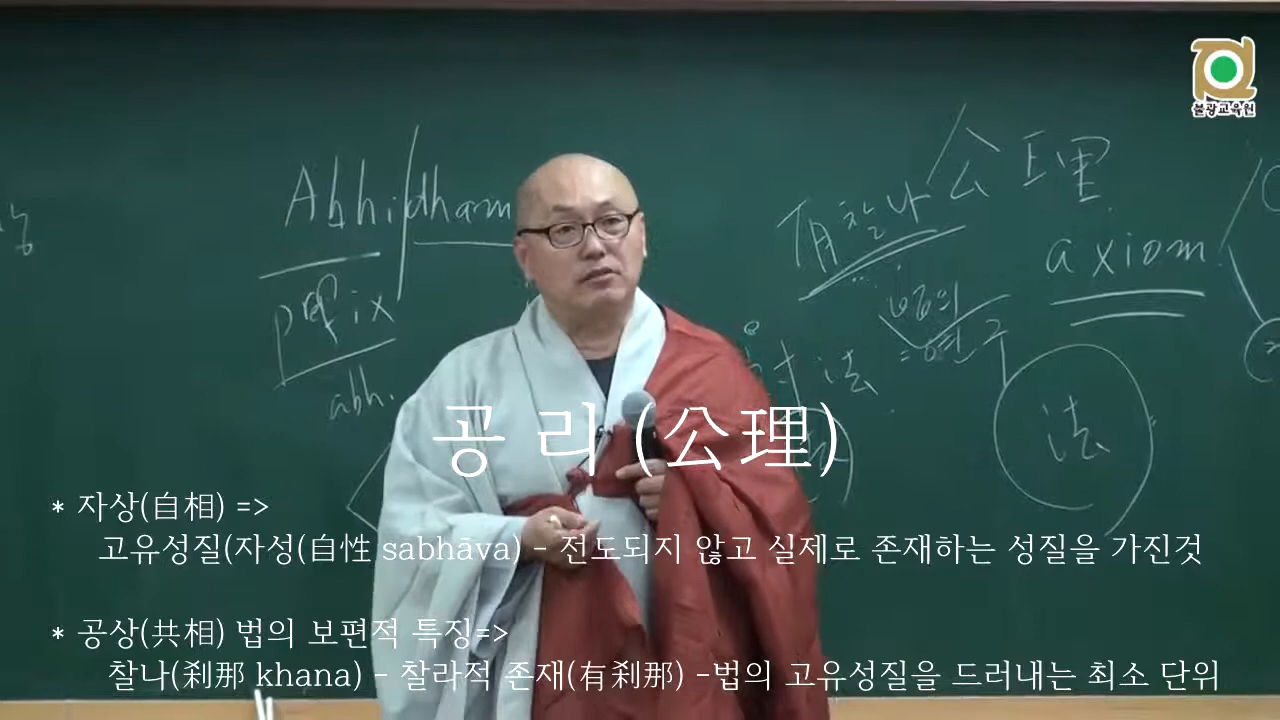 불광교육원
Abhidharm
公理
有찰나
axiom
abh.
法
法
공 리 (公理)
* 자상(自相) =>
고유성질(자성(自性 sabhāva) - 전도되지 않고 실제로 존재하는 성질을 가진것
* 공상(共相) 법의 보편적 특징=>
찰나(刹那 khana) - 찰라적 존재(有刹那) -법의 고유성질을 드러내는 최소 단위